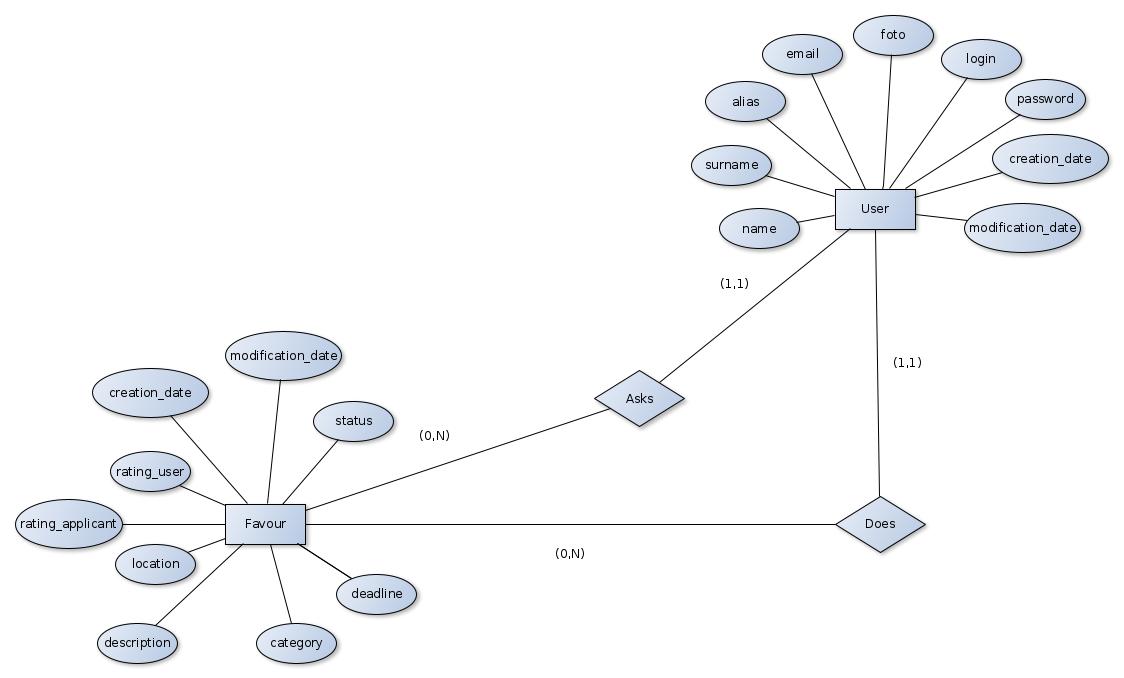 foto
email
login
password
alias
creation_date
surname
User
name
modification_date
(1,1)
modification_date
(1,1)
creation_date
Asks
status
(0,N)
rating_user
rating_applicant
Favour
Does
(0,N)
location
deadline
description
category